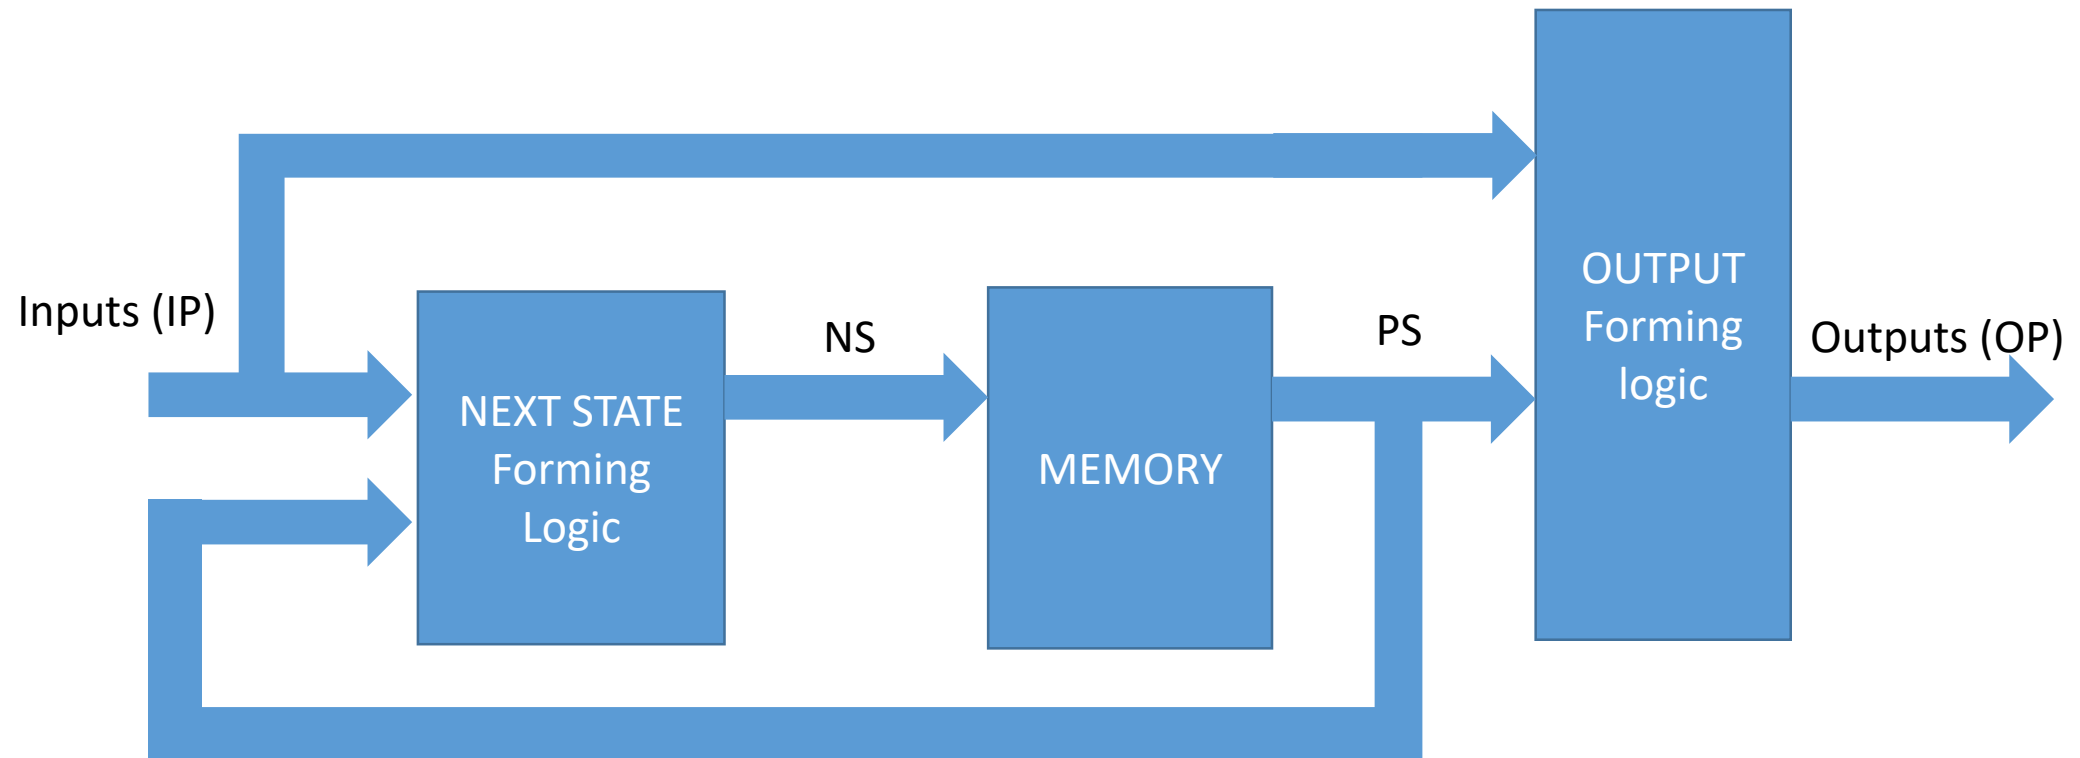 Inputs (IP)
NEXT STATE
Forming
Logic
NS
MEMORY
PS
OUTPUT
Forming
logic
Outputs (OP)